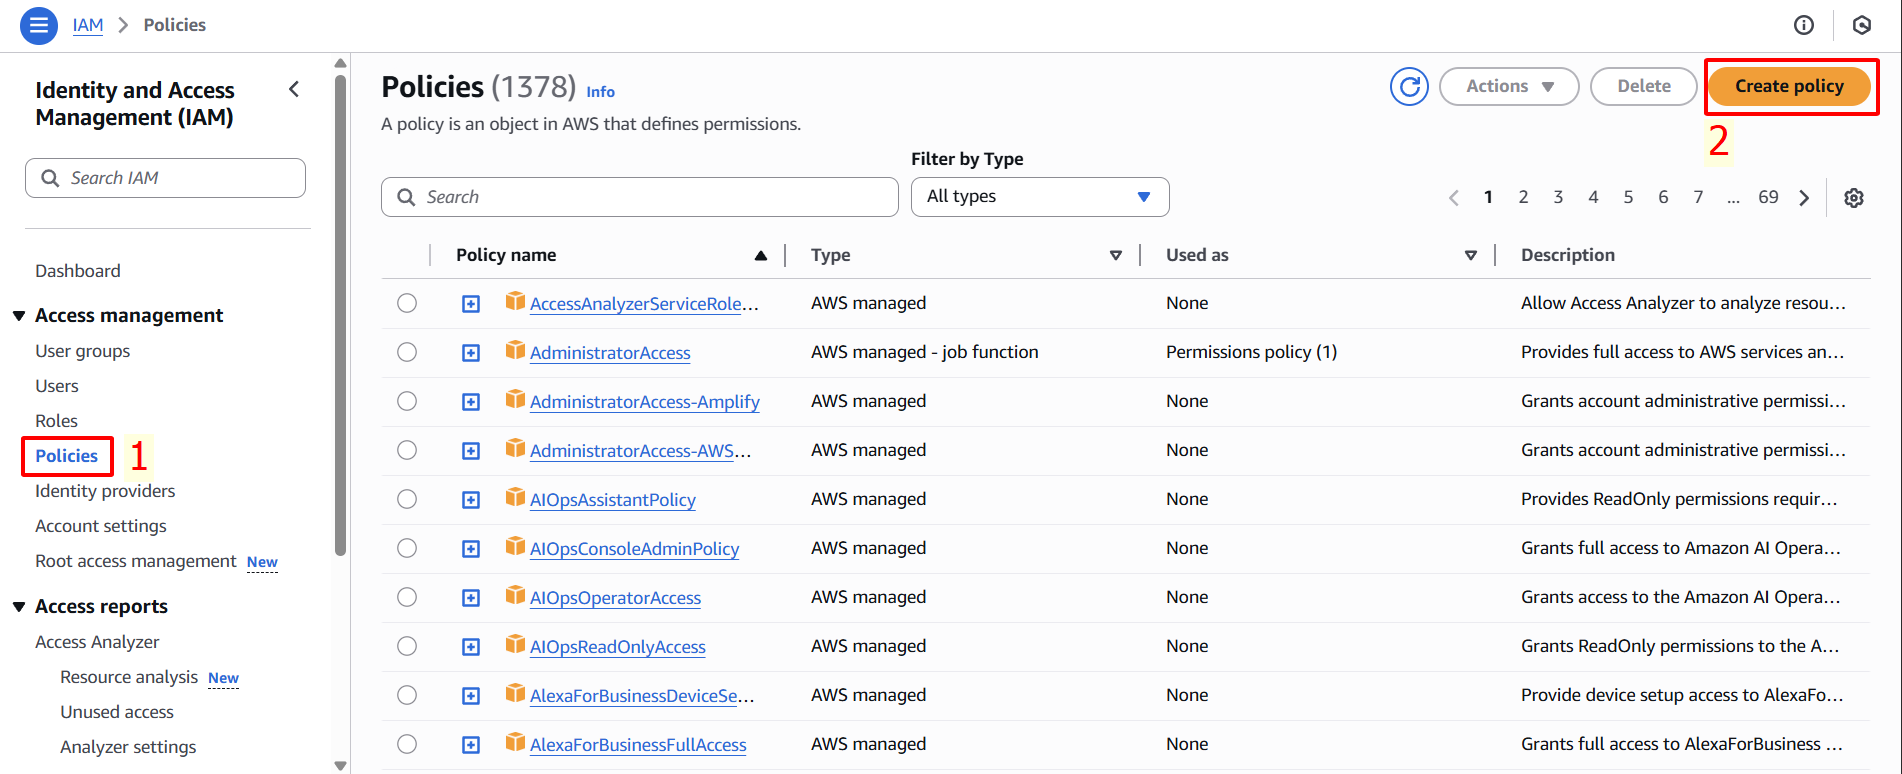 IAM > Policies
Identity and Access
Management (IAM)
Search IAM
Dashboard
Access management
User groups
Users
Roles
Policies 1
Identity providers
Account settings
Root access management New
Access reports
Access Analyzer
Resource analysis New
Unused access
Analyzer settings
Policies (1378) Info
A policy is an object in AWS that defines permissions.
Actions
Delete
Create policy
2
Filter by Type
Search
All types
1 2 3 4 5 6 7 ... 69
Policy name Type Used as Description
AccessAnalyzerServiceRole... AWS managed None Allow Access Analyzer to analyze resou...
AdministratorAccess AWS managed - job function Permissions policy (1) Provides full access to AWS services an...
AdministratorAccess-Amplify AWS managed None Grants account administrative permissi...
AdministratorAccess-AWS... AWS managed None Grants account administrative permissi...
AIOpsAssistantPolicy AWS managed None Provides ReadOnly permissions requir...
AIOpsConsoleAdminPolicy AWS managed None Grants full access to Amazon AI Opera...
AIOpsOperatorAccess AWS managed None Grants access to the Amazon AI Opera...
AIOpsReadOnlyAccess AWS managed None Grants ReadOnly permissions to the A...
AlexaForBusinessDeviceSe... AWS managed None Provide device setup access to AlexaFo...
AlexaForBusinessFullAccess AWS managed None Grants full access to AlexaForBusiness ...